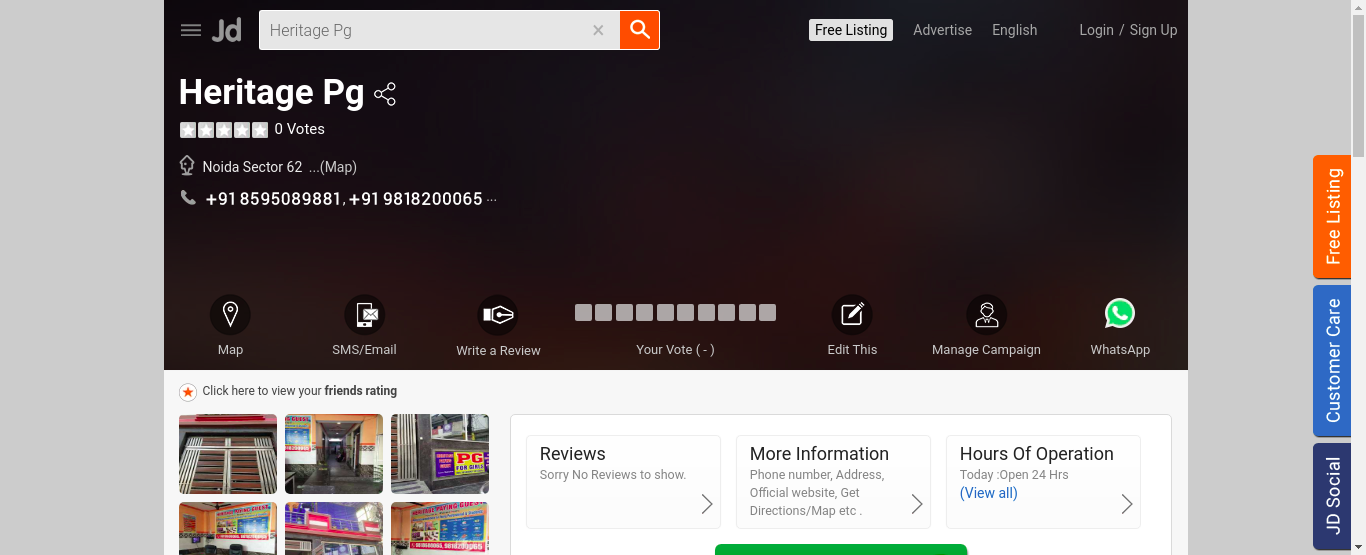 Jd
Heritage Pg
Free Listing
Advertise
English
Login / Sign Up
Heritage Pg
0 Votes
Noida Sector 62 ...(Map)
+91 8595089881, +91 9818200065 ...
Map
SMS/Email
Write a Review
Your Vote ( - )
Edit This
Manage Campaign
WhatsApp
Click here to view your friends rating
PG
FOR GIRLS
Reviews
Sorry No Reviews to show.
More Information
Phone number, Address,
Official website, Get
Directions/Map etc .
Hours Of Operation
Today :Open 24 Hrs
(View all)
Free Listing
Customer Care
JD Social